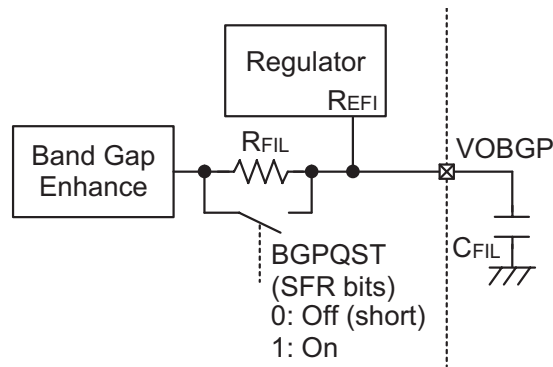 Regulator
REFI
Band Gap
Enhance
RFIL
VOBGP
CFIL
BGPQST
(SFR bits)
0: Off (short)
1: On